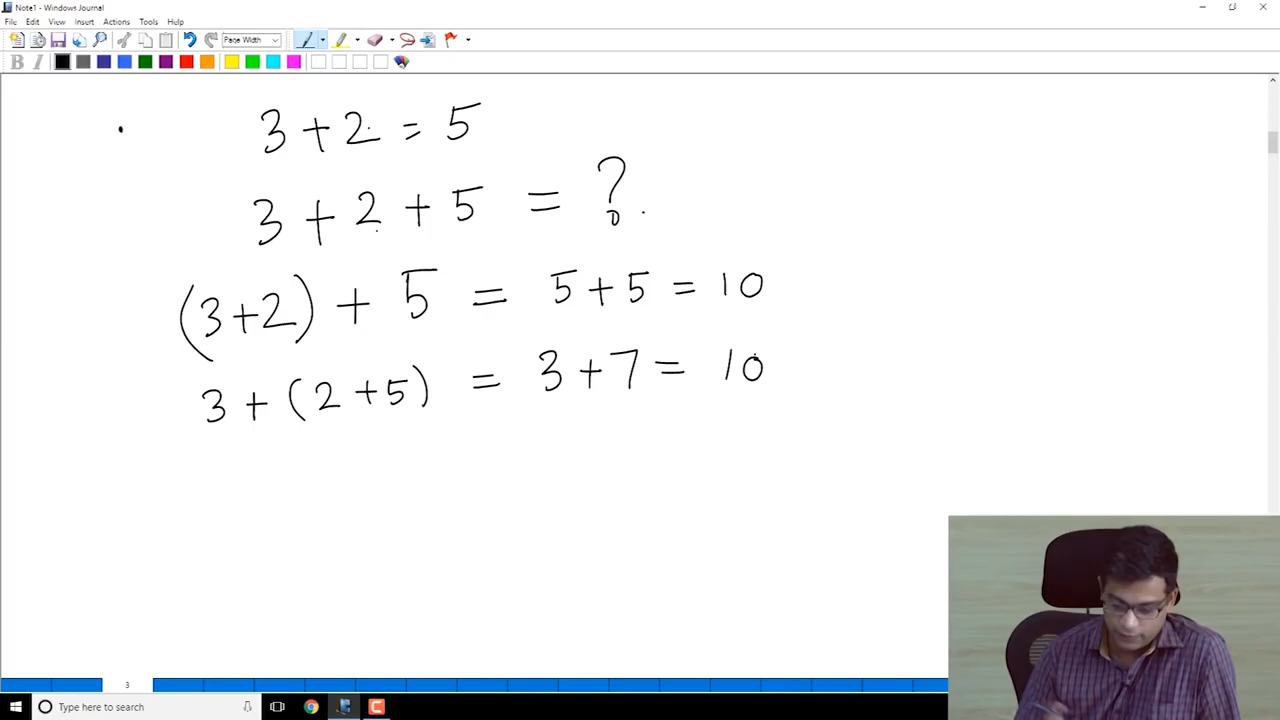 Note1 - Windows Journal
File Edit View Insert Actions Tools Help
Page Width
B I
3 + 2 = 5
3 + 2 + 5 = ?
(3+2) + 5 = 5 + 5 = 10
3 + (2 + 5) = 3 + 7 = 10
3
Type here to search